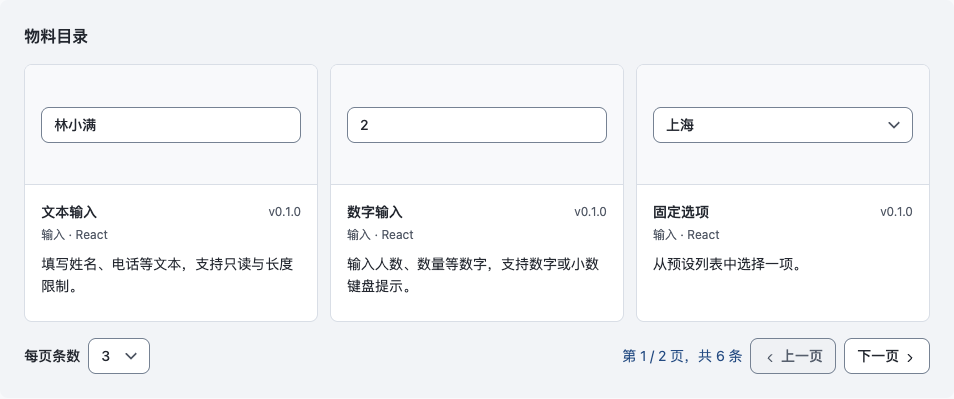 物料目录
林小满
2
上海
文本输入 v0.1.0
输入 · React
填写姓名、电话等文本，支持只读与长度
限制。
数字输入 v0.1.0
输入 · React
输入人数、数量等数字，支持数字或小数
键盘提示。
固定选项 v0.1.0
输入 · React
从预设列表中选择一项。
每页条数 3
第 1 / 2 页，共 6 条 ‹ 上一页 下一页 ›